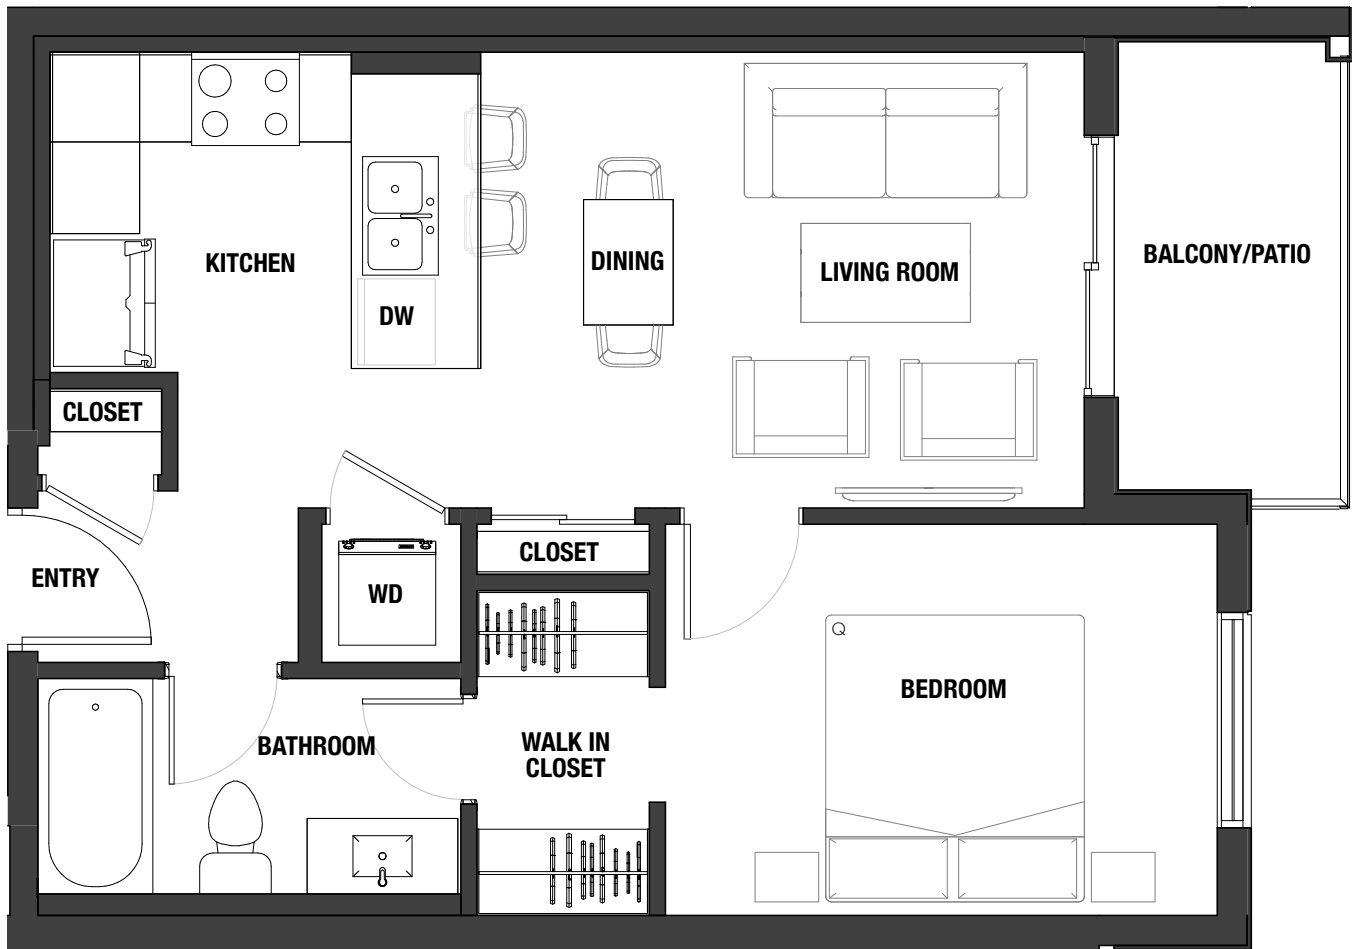 KITCHEN
DINING
LIVING ROOM
BALCONY/PATIO
DW
CLOSET
CLOSET
ENTRY
WD
Q
BEDROOM
BATHROOM
WALK IN
CLOSET